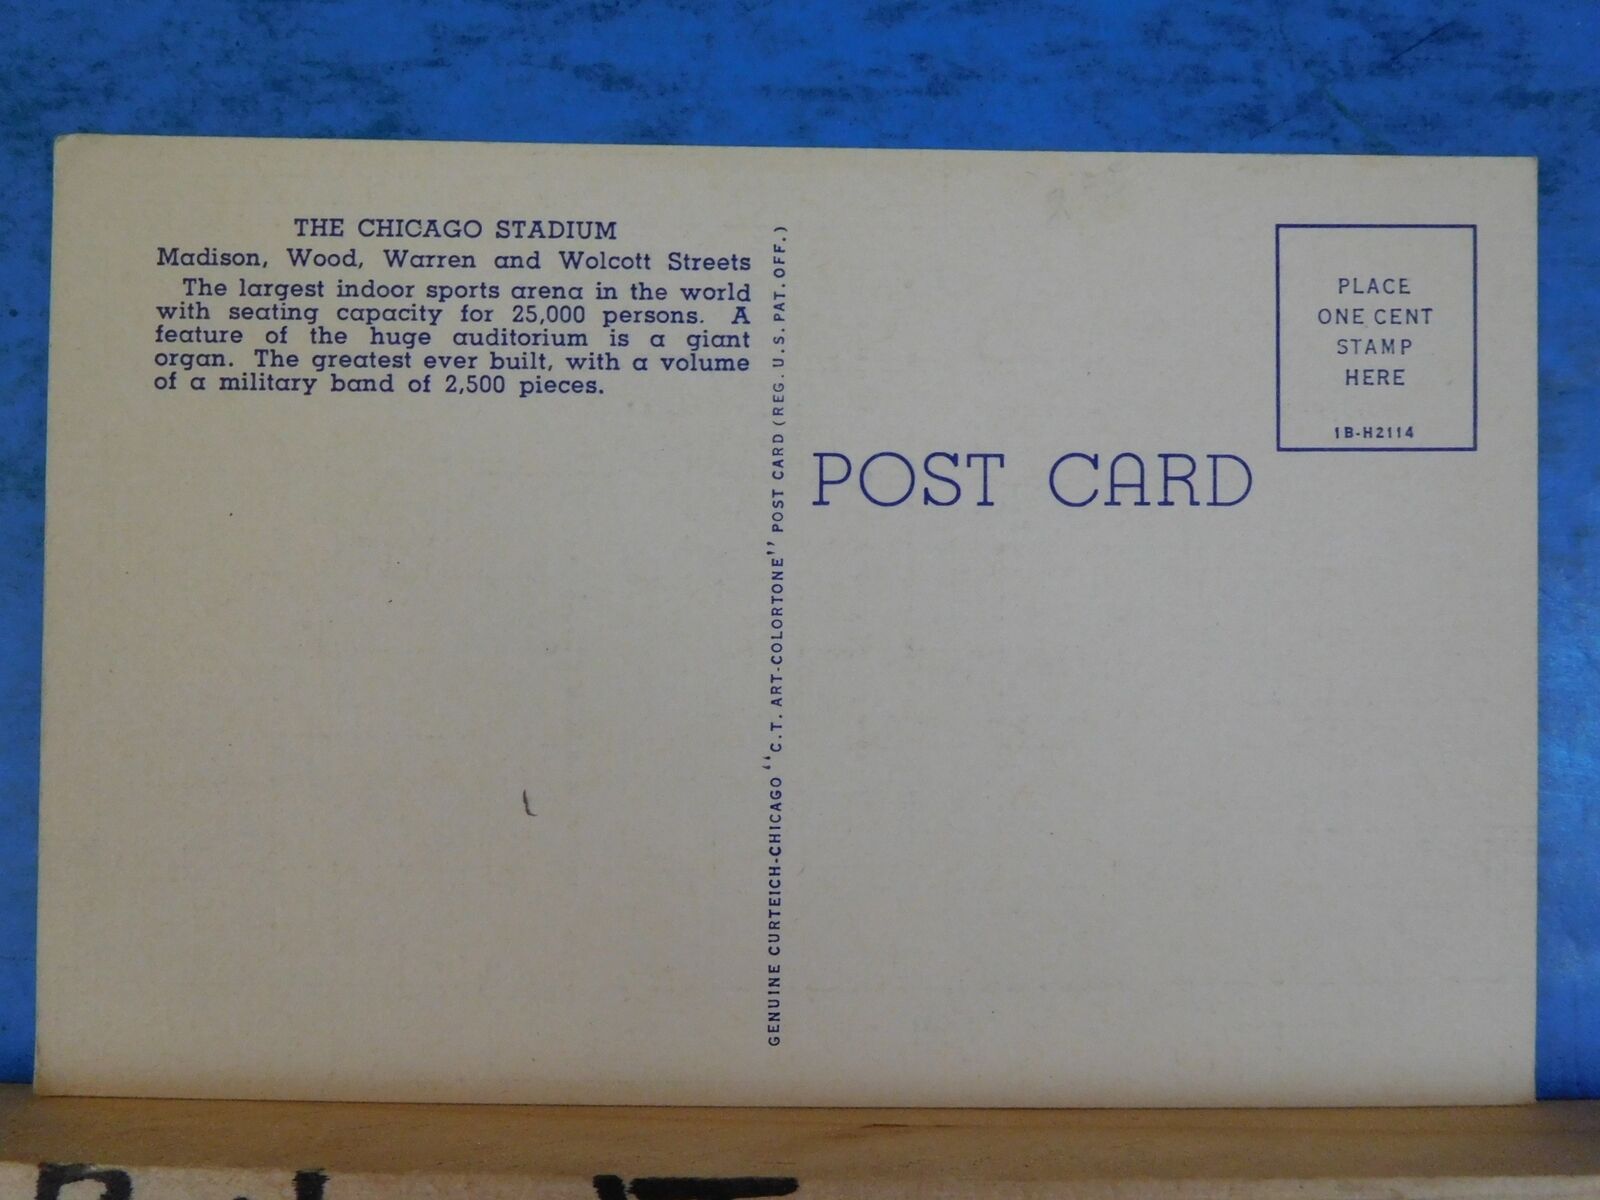 THE CHICAGO STADIUM
Madison, Wood, Warren and Wolcott Streets
The largest indoor sports arena in the world
with seating capacity for 25,000 persons. A
feature of the huge auditorium is a giant
organ. The greatest ever built, with a volume
of a military band of 2,500 pieces.
GENUINE CURTEICH-CHICAGO "C.T. ART-COLORTONE" POST CARD (REG. U.S. PAT. OFF.)
POST CARD
PLACE
ONE CENT
STAMP
HERE
1B-H2114